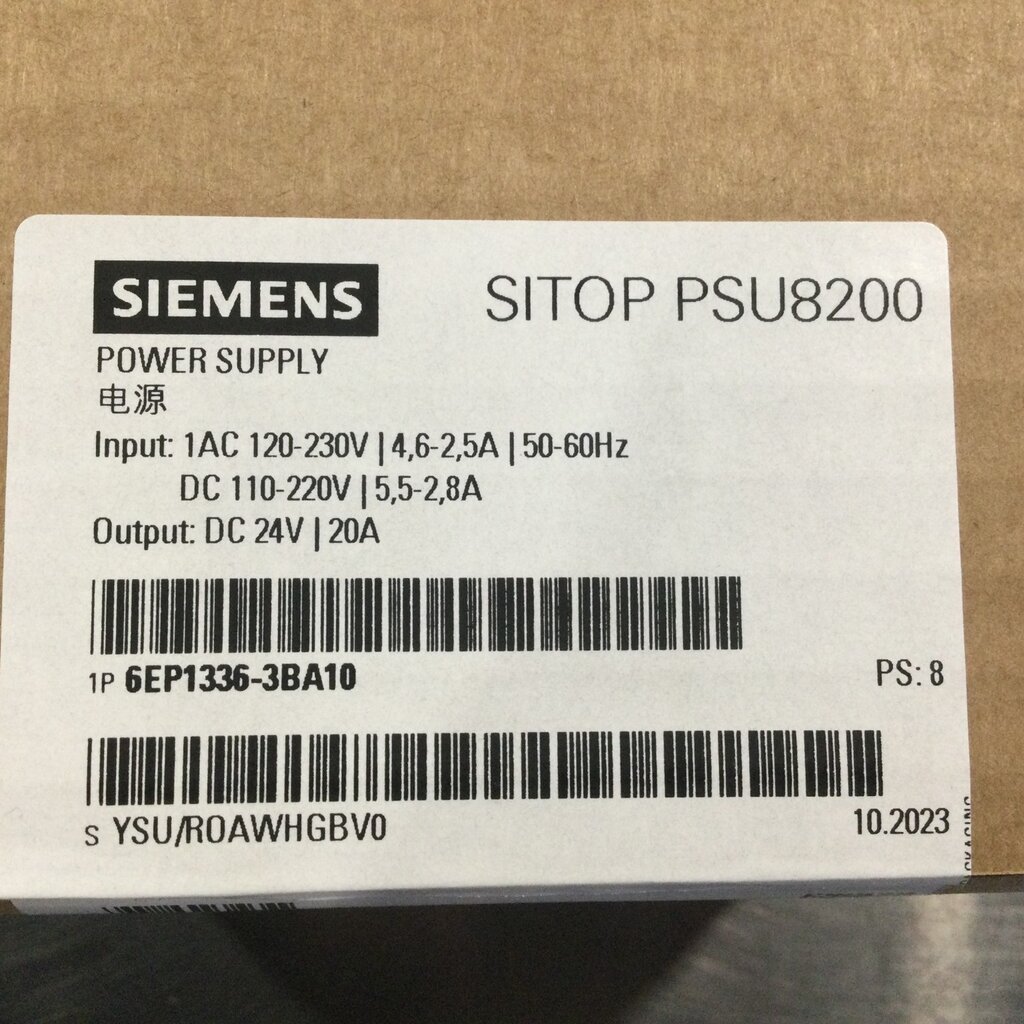 SIEMENS SITOP PSU8200
POWER SUPPLY
电源
Input: 1AC 120-230V | 4,6-2,5A | 50-60Hz
DC 110-220V | 5,5-2,8A
Output: DC 24V | 20A
1P 6EP1336-3BA10 PS: 8
S YSU/R0AWHGBV0 10.2023